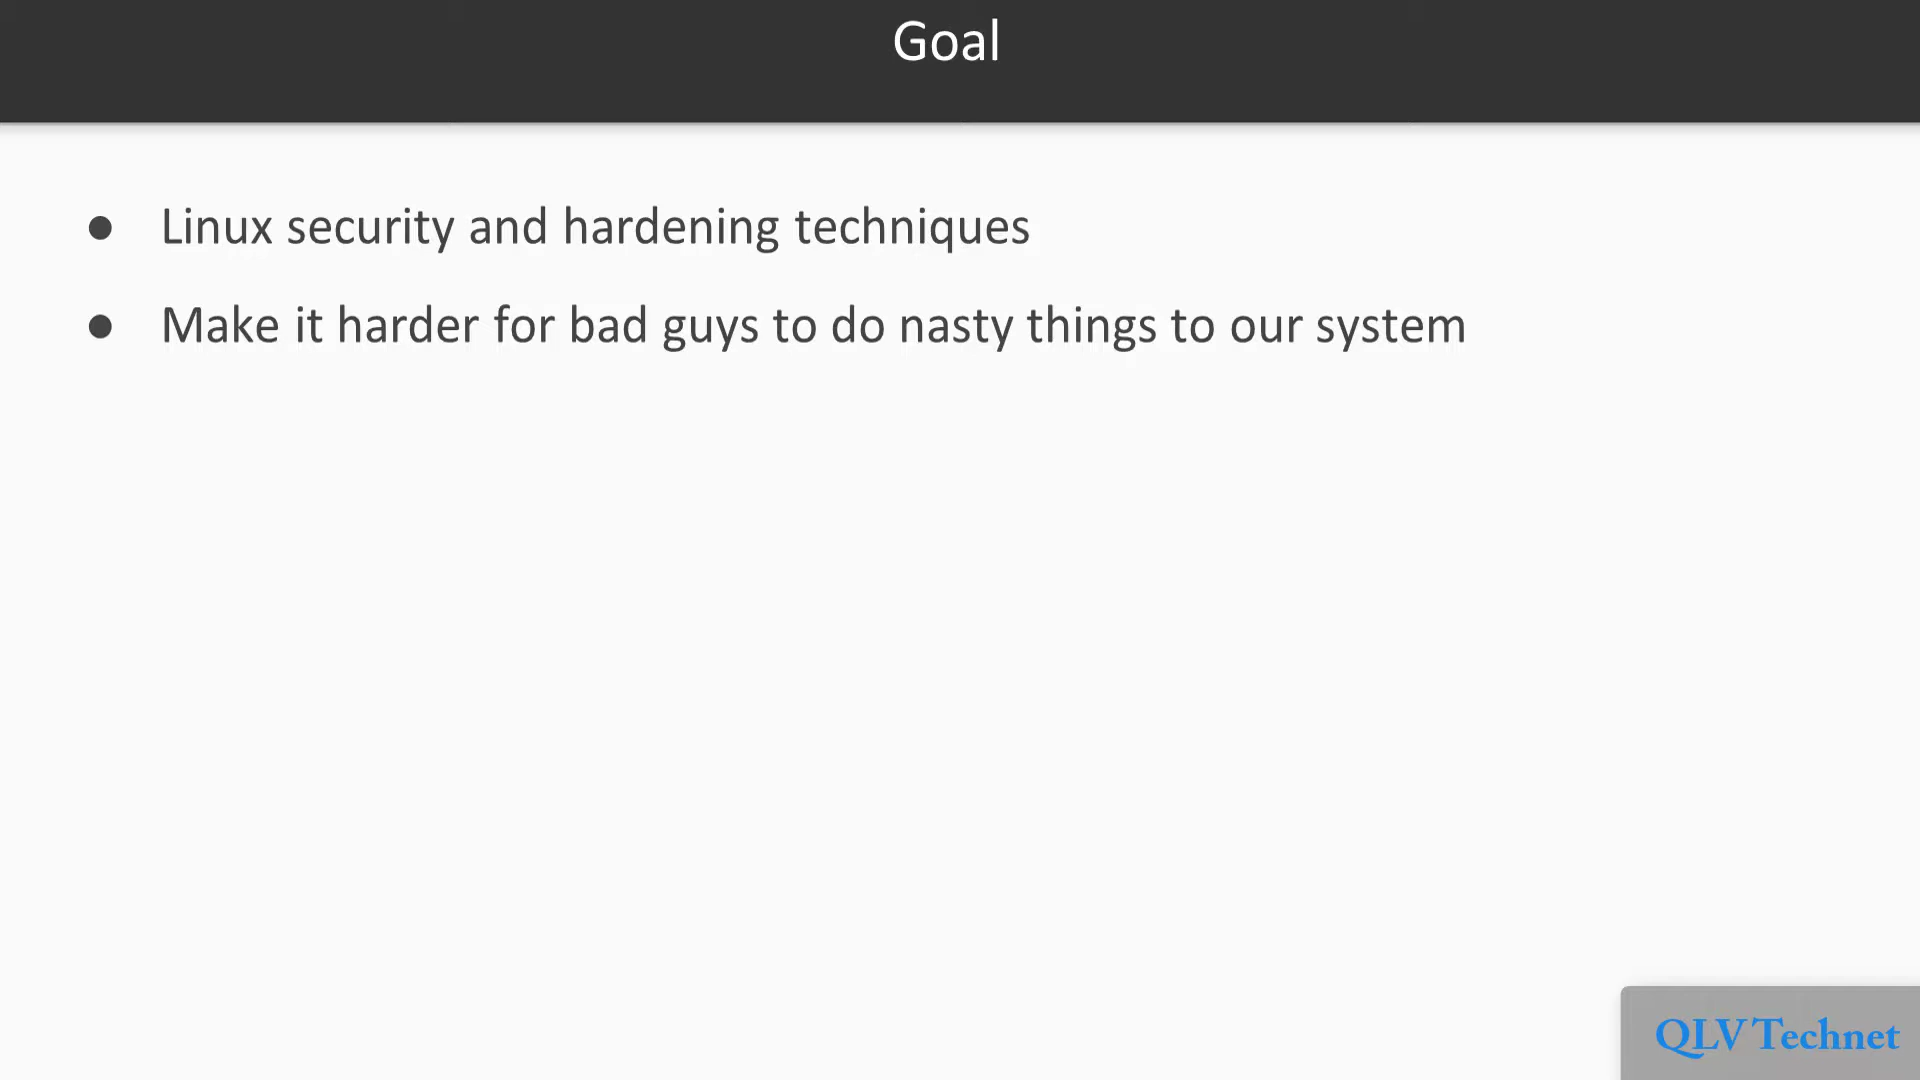 Goal
● Linux security and hardening techniques
● Make it harder for bad guys to do nasty things to our system
QLV Technet